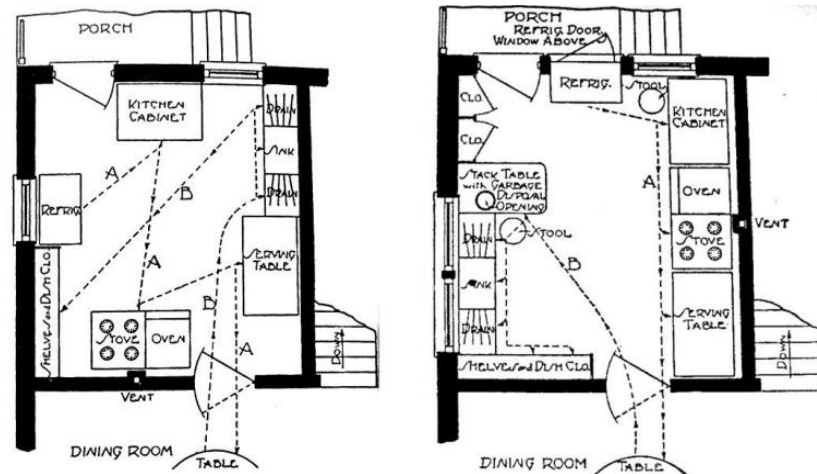 PORCH
KITCHEN
CABINET
DRAIN
SINK
DRAIN
A
B
REFRIG.
A
B
SERVING
TABLE
A
SHELVES AND DISH CLO.
STOVE
OVEN
DOWN
VENT
DINING ROOM
TABLE
PORCH
REFRIG. DOOR
WINDOW ABOVE
REFRIG.
STOOL
CLO.
CLO.
KITCHEN
CABINET
A
STACK TABLE
WITH GARBAGE
DISPOSAL
OPENING
OVEN
STOVE
VENT
DRAIN
STOOL
B
SINK
DRAIN
SERVING
TABLE
DOWN
SHELVES AND DISH CLO.
DINING ROOM
TABLE